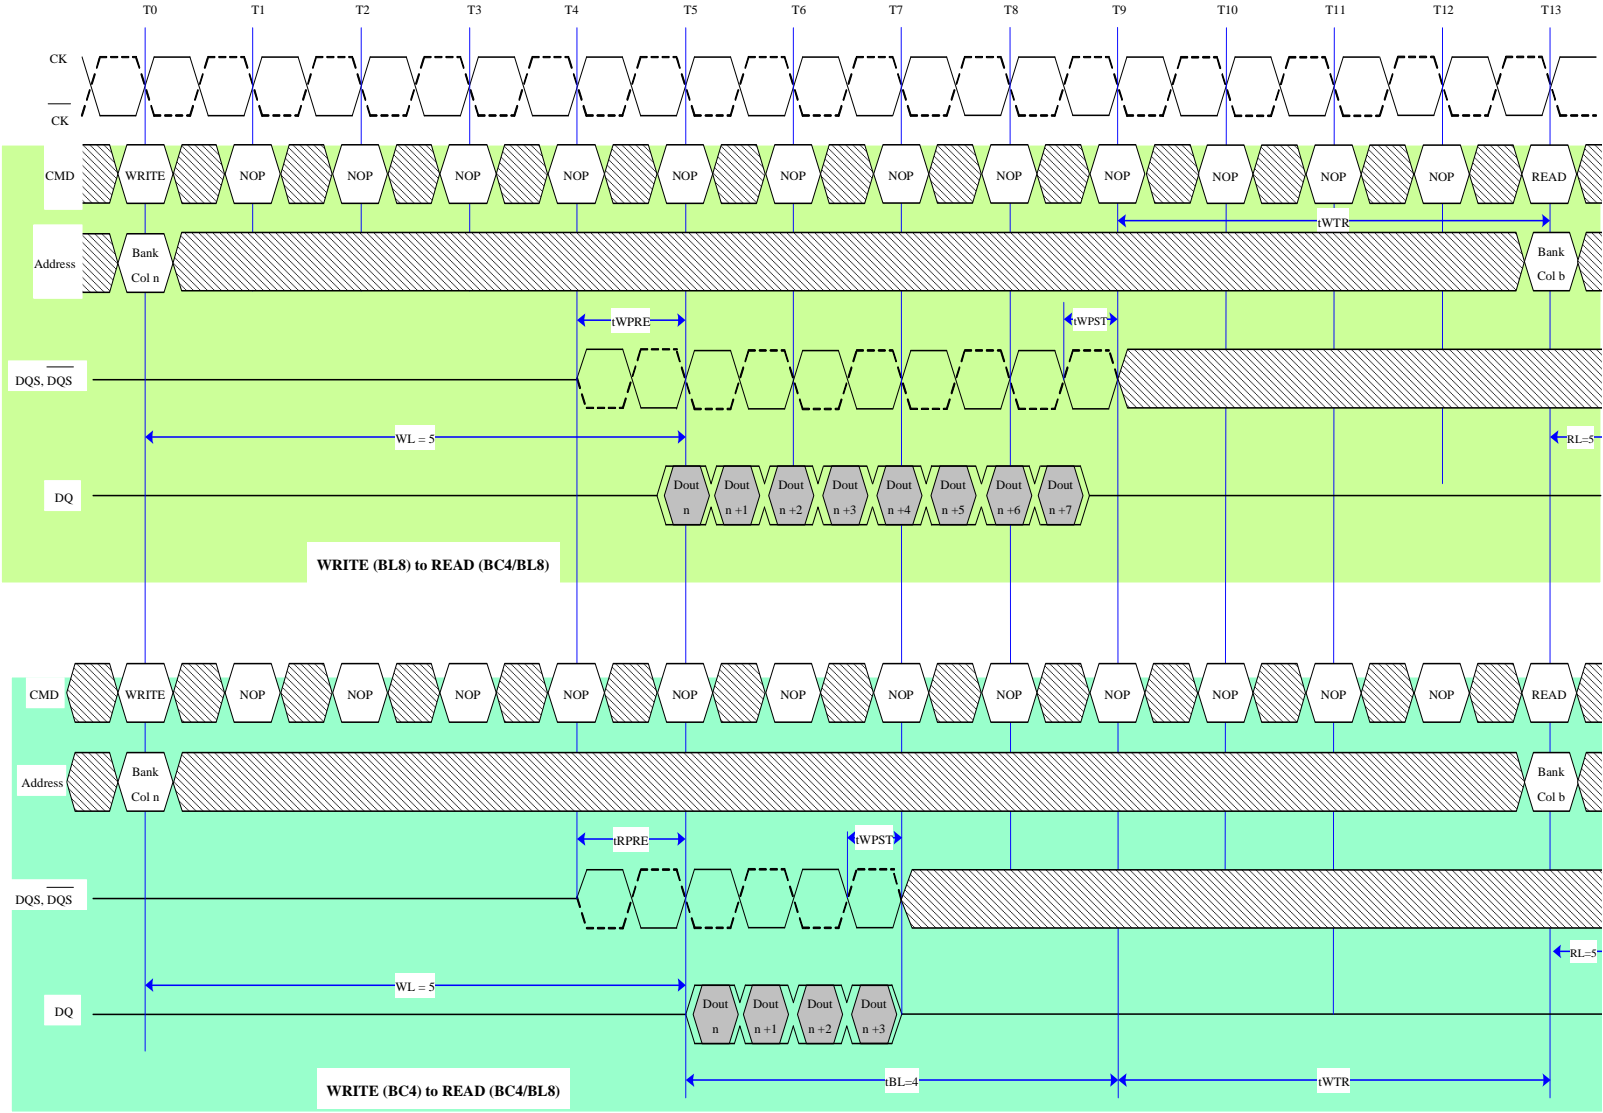 T0 T1 T2 T3 T4 T5 T6 T7 T8 T9 T10 T11 T12 T13
CK
CK
CMD WRITE NOP NOP NOP NOP NOP NOP NOP NOP NOP NOP NOP NOP READ
tWTR
Address Bank Col n Bank Col b
tWPRE tWPST
DQS, DQS
WL = 5 RL=5
DQ Dout n Dout n +1 Dout n +2 Dout n +3 Dout n +4 Dout n +5 Dout n +6 Dout n +7
WRITE (BL8) to READ (BC4/BL8)
CMD WRITE NOP NOP NOP NOP NOP NOP NOP NOP NOP NOP NOP NOP READ
Address Bank Col n Bank Col b
tRPRE tWPST
DQS, DQS
RL=5
WL = 5
DQ Dout n Dout n +1 Dout n +2 Dout n +3
tBL=4 tWTR
WRITE (BC4) to READ (BC4/BL8)